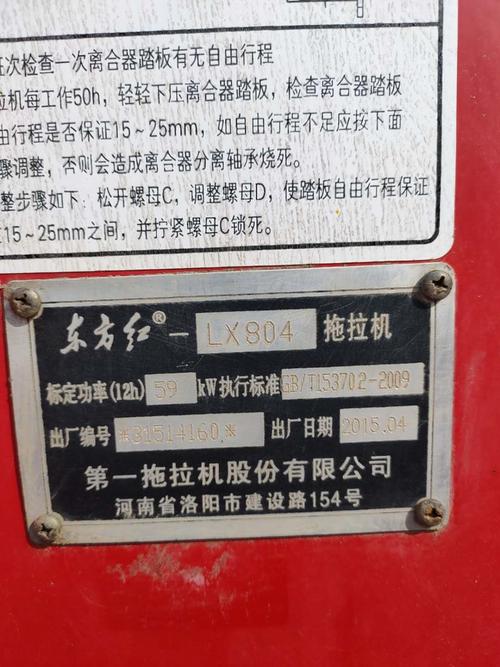 次检查一次离合器踏板有无自由行程
拉机每工作50h，轻轻下压离合器踏板，检查离合器踏板
由行程是否保证15～25mm，如自由行程不足应按下面
骤调整，否则会造成离合器分离轴承烧死。
整步骤如下：松开螺母C，调整螺母D，使踏板自由行程保证
15～25mm之间，并拧紧螺母C锁死。
东方红®－LX804 拖拉机
标定功率(12h) 59 kW 执行标准 GB/T15370.2-2009
出厂编号 *31514160.* 出厂日期 2015.04
第一拖拉机股份有限公司
河南省洛阳市建设路154号